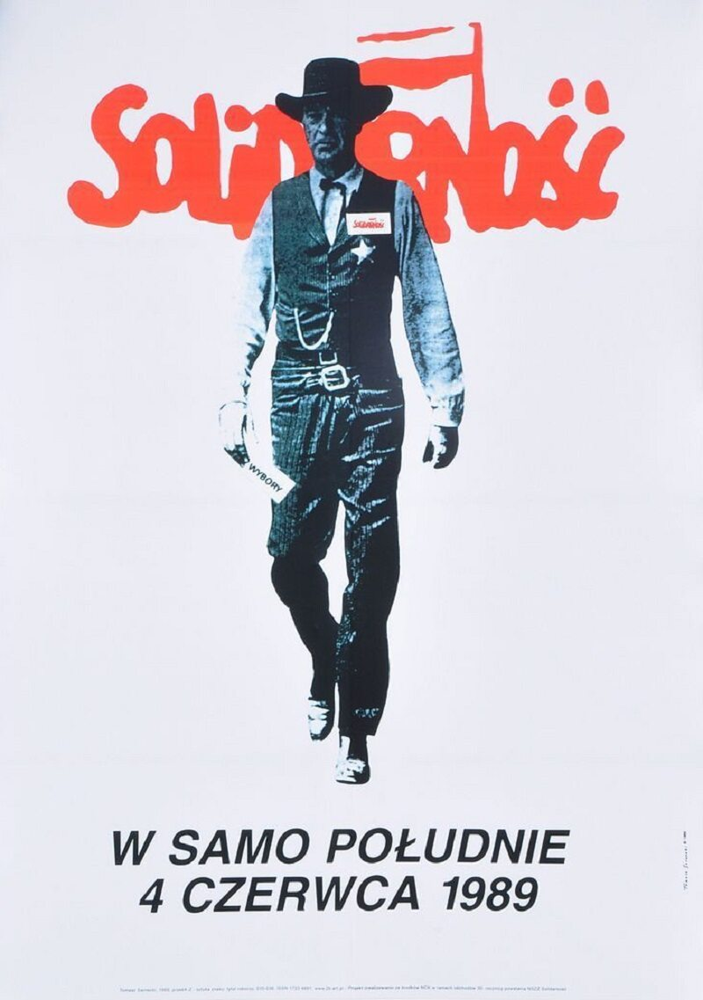 SOLIDARNOŚĆ
SOLIDARNOŚĆ
WYBORY
W SAMO POŁUDNIE
4 CZERWCA 1989